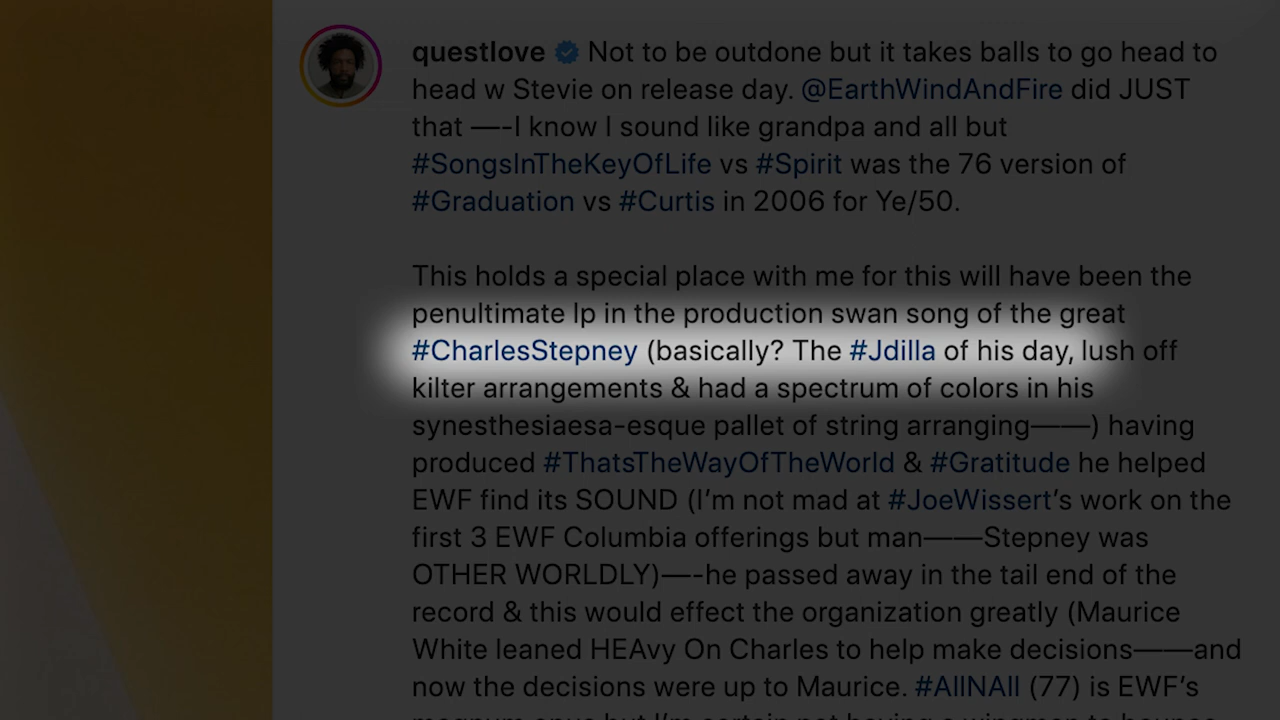 questlove Not to be outdone but it takes balls to go head to
head w Stevie on release day. @EarthWindAndFire did JUST
that —-I know I sound like grandpa and all but
#SongsInTheKeyOfLife vs #Spirit was the 76 version of
#Graduation vs #Curtis in 2006 for Ye/50.
This holds a special place with me for this will have been the
penultimate lp in the production swan song of the great
#CharlesStepney (basically? The #Jdilla of his day, lush off
kilter arrangements & had a spectrum of colors in his
synesthesiaesa-esque pallet of string arranging——) having
produced #ThatsTheWayOfTheWorld & #Gratitude he helped
EWF find its SOUND (I’m not mad at #JoeWissert’s work on the
first 3 EWF Columbia offerings but man——Stepney was
OTHER WORLDLY)—-he passed away in the tail end of the
record & this would effect the organization greatly (Maurice
White leaned HEAvy On Charles to help make decisions——and
now the decisions were up to Maurice. #AllNAll (77) is EWF’s